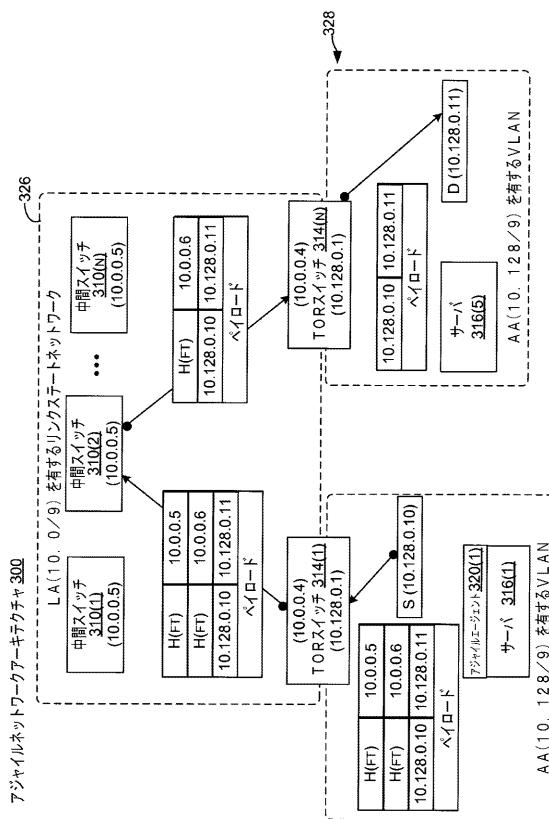 アジャイルネットワークアーキテクチャ 300
326
LA(10. 0/9) を有するリンクステートネットワーク
中間スイッチ
310(1)
(10.0.0.5)
中間スイッチ
310(2)
(10.0.0.5)
•••
中間スイッチ
310(N)
(10.0.0.5)
H(FT) 10.0.0.5
H(FT) 10.0.0.6
10.128.0.10 10.128.0.11
ペイロード
H(FT) 10.0.0.6
10.128.0.10 10.128.0.11
ペイロード
(10.0.0.4)
TORスイッチ 314(1)
(10.128.0.1)
(10.0.0.4)
TORスイッチ 314(N)
(10.128.0.1)
328
H(FT) 10.0.0.5
H(FT) 10.0.0.6
10.128.0.10 10.128.0.11
ペイロード
S (10.128.0.10)
アジャイルエージェント 320(1)
サーバ 316(1)
AA(10. 128/9) を有するVLAN
10.128.0.10 10.128.0.11
ペイロード
D (10.128.0.11)
サーバ
316(5)
AA(10. 128/9) を有するVLAN